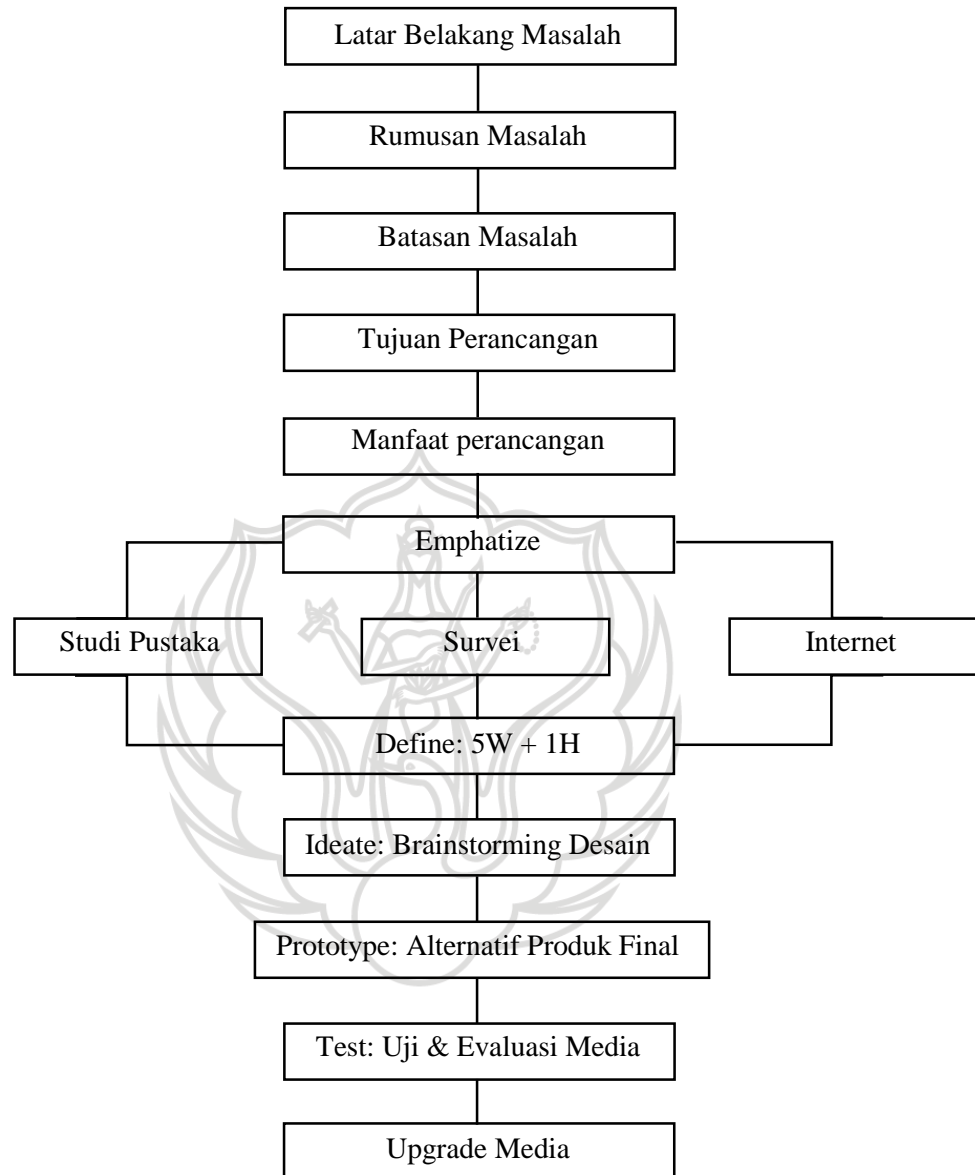 Latar Belakang Masalah
Rumusan Masalah
Batasan Masalah
Tujuan Perancangan
Manfaat perancangan
Emphatize
Studi Pustaka
Survei
Internet
Define: 5W + 1H
Ideate: Brainstorming Desain
Prototype: Alternatif Produk Final
Test: Uji & Evaluasi Media
Upgrade Media